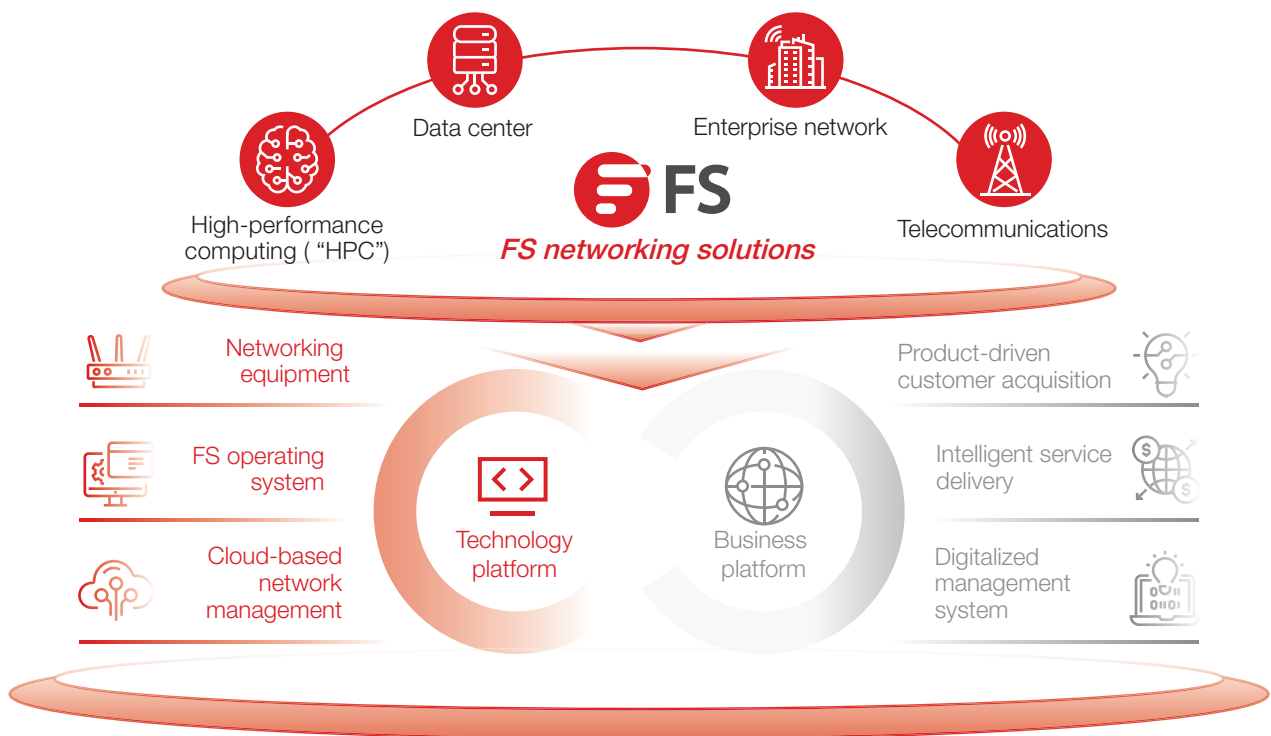 Data center
Enterprise network
High-performance
computing ( “HPC”)
FS
FS networking solutions
Telecommunications
Networking
equipment
FS operating
system
Cloud-based
network
management
Technology
platform
Business
platform
Product-driven
customer acquisition
Intelligent service
delivery
Digitalized
management
system